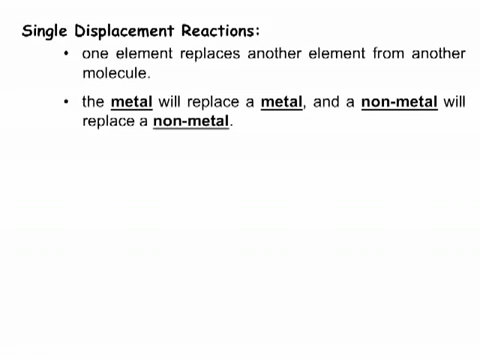 Single Displacement Reactions:
• one element replaces another element from another
molecule.
• the metal will replace a metal, and a non-metal will
replace a non-metal.